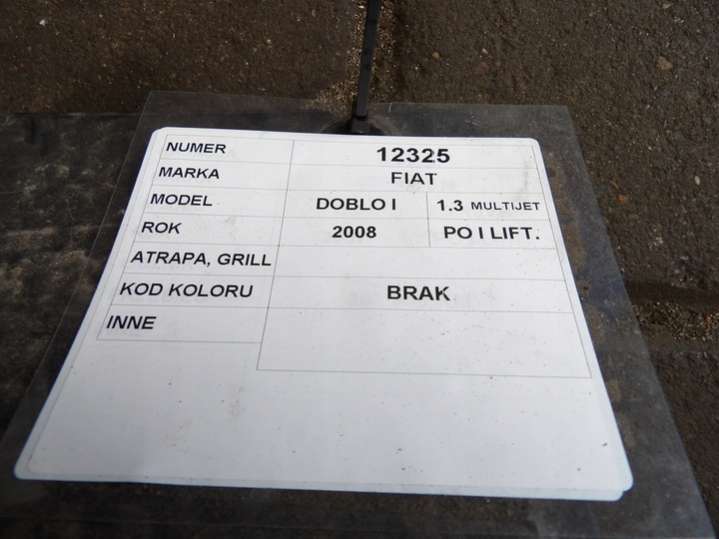 NUMER 12325
MARKA FIAT
MODEL DOBLO I 1.3 MULTIJET
ROK 2008 PO I LIFT.
ATRAPA, GRILL
KOD KOLORU BRAK
INNE